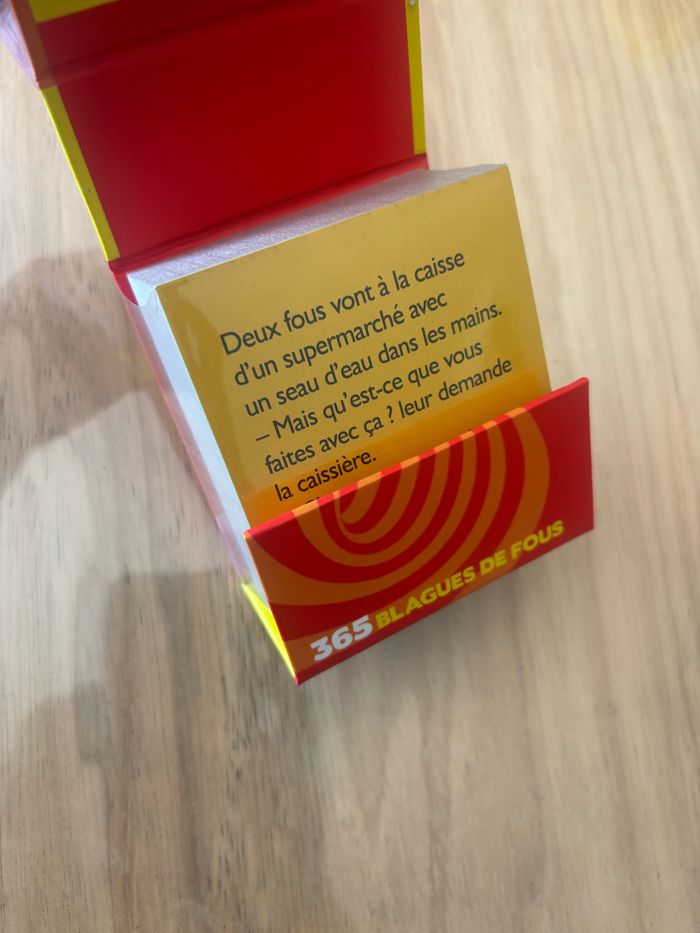 Deux fous vont à la caisse
d'un supermarché avec
un seau d'eau dans les mains.
– Mais qu'est-ce que vous
faites avec ça ? leur demande
la caissière.
365 BLAGUES DE FOUS